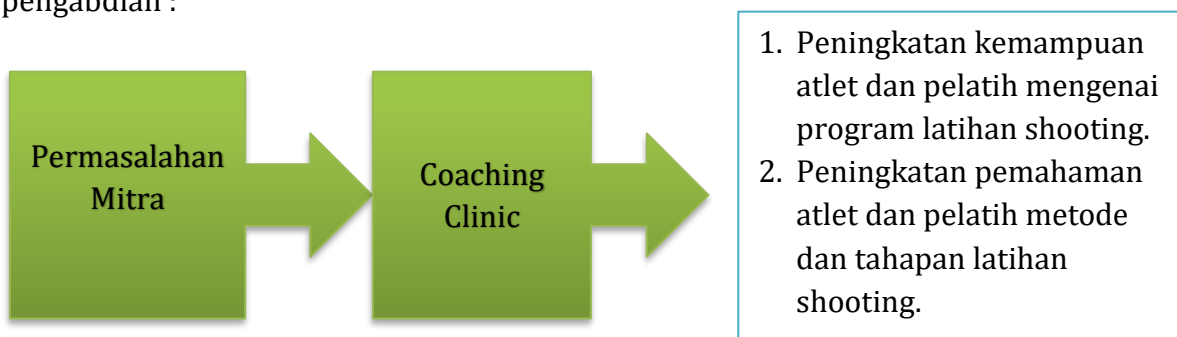 pengabdian :
Permasalahan
Mitra
Coaching
Clinic
1. Peningkatan kemampuan
atlet dan pelatih mengenai
program latihan shooting.
2. Peningkatan pemahaman
atlet dan pelatih metode
dan tahapan latihan
shooting.